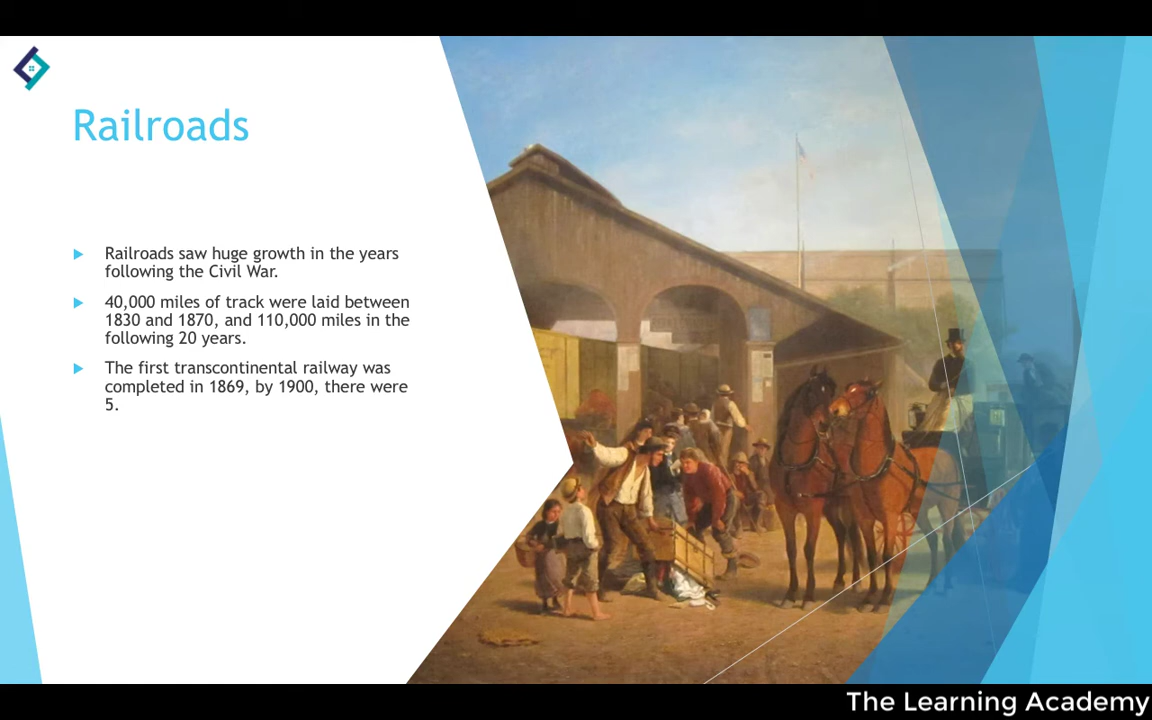 Railroads
Railroads saw huge growth in the years
following the Civil War.
40,000 miles of track were laid between
1830 and 1870, and 110,000 miles in the
following 20 years.
The first transcontinental railway was
completed in 1869, by 1900, there were
5.
The Learning Academy